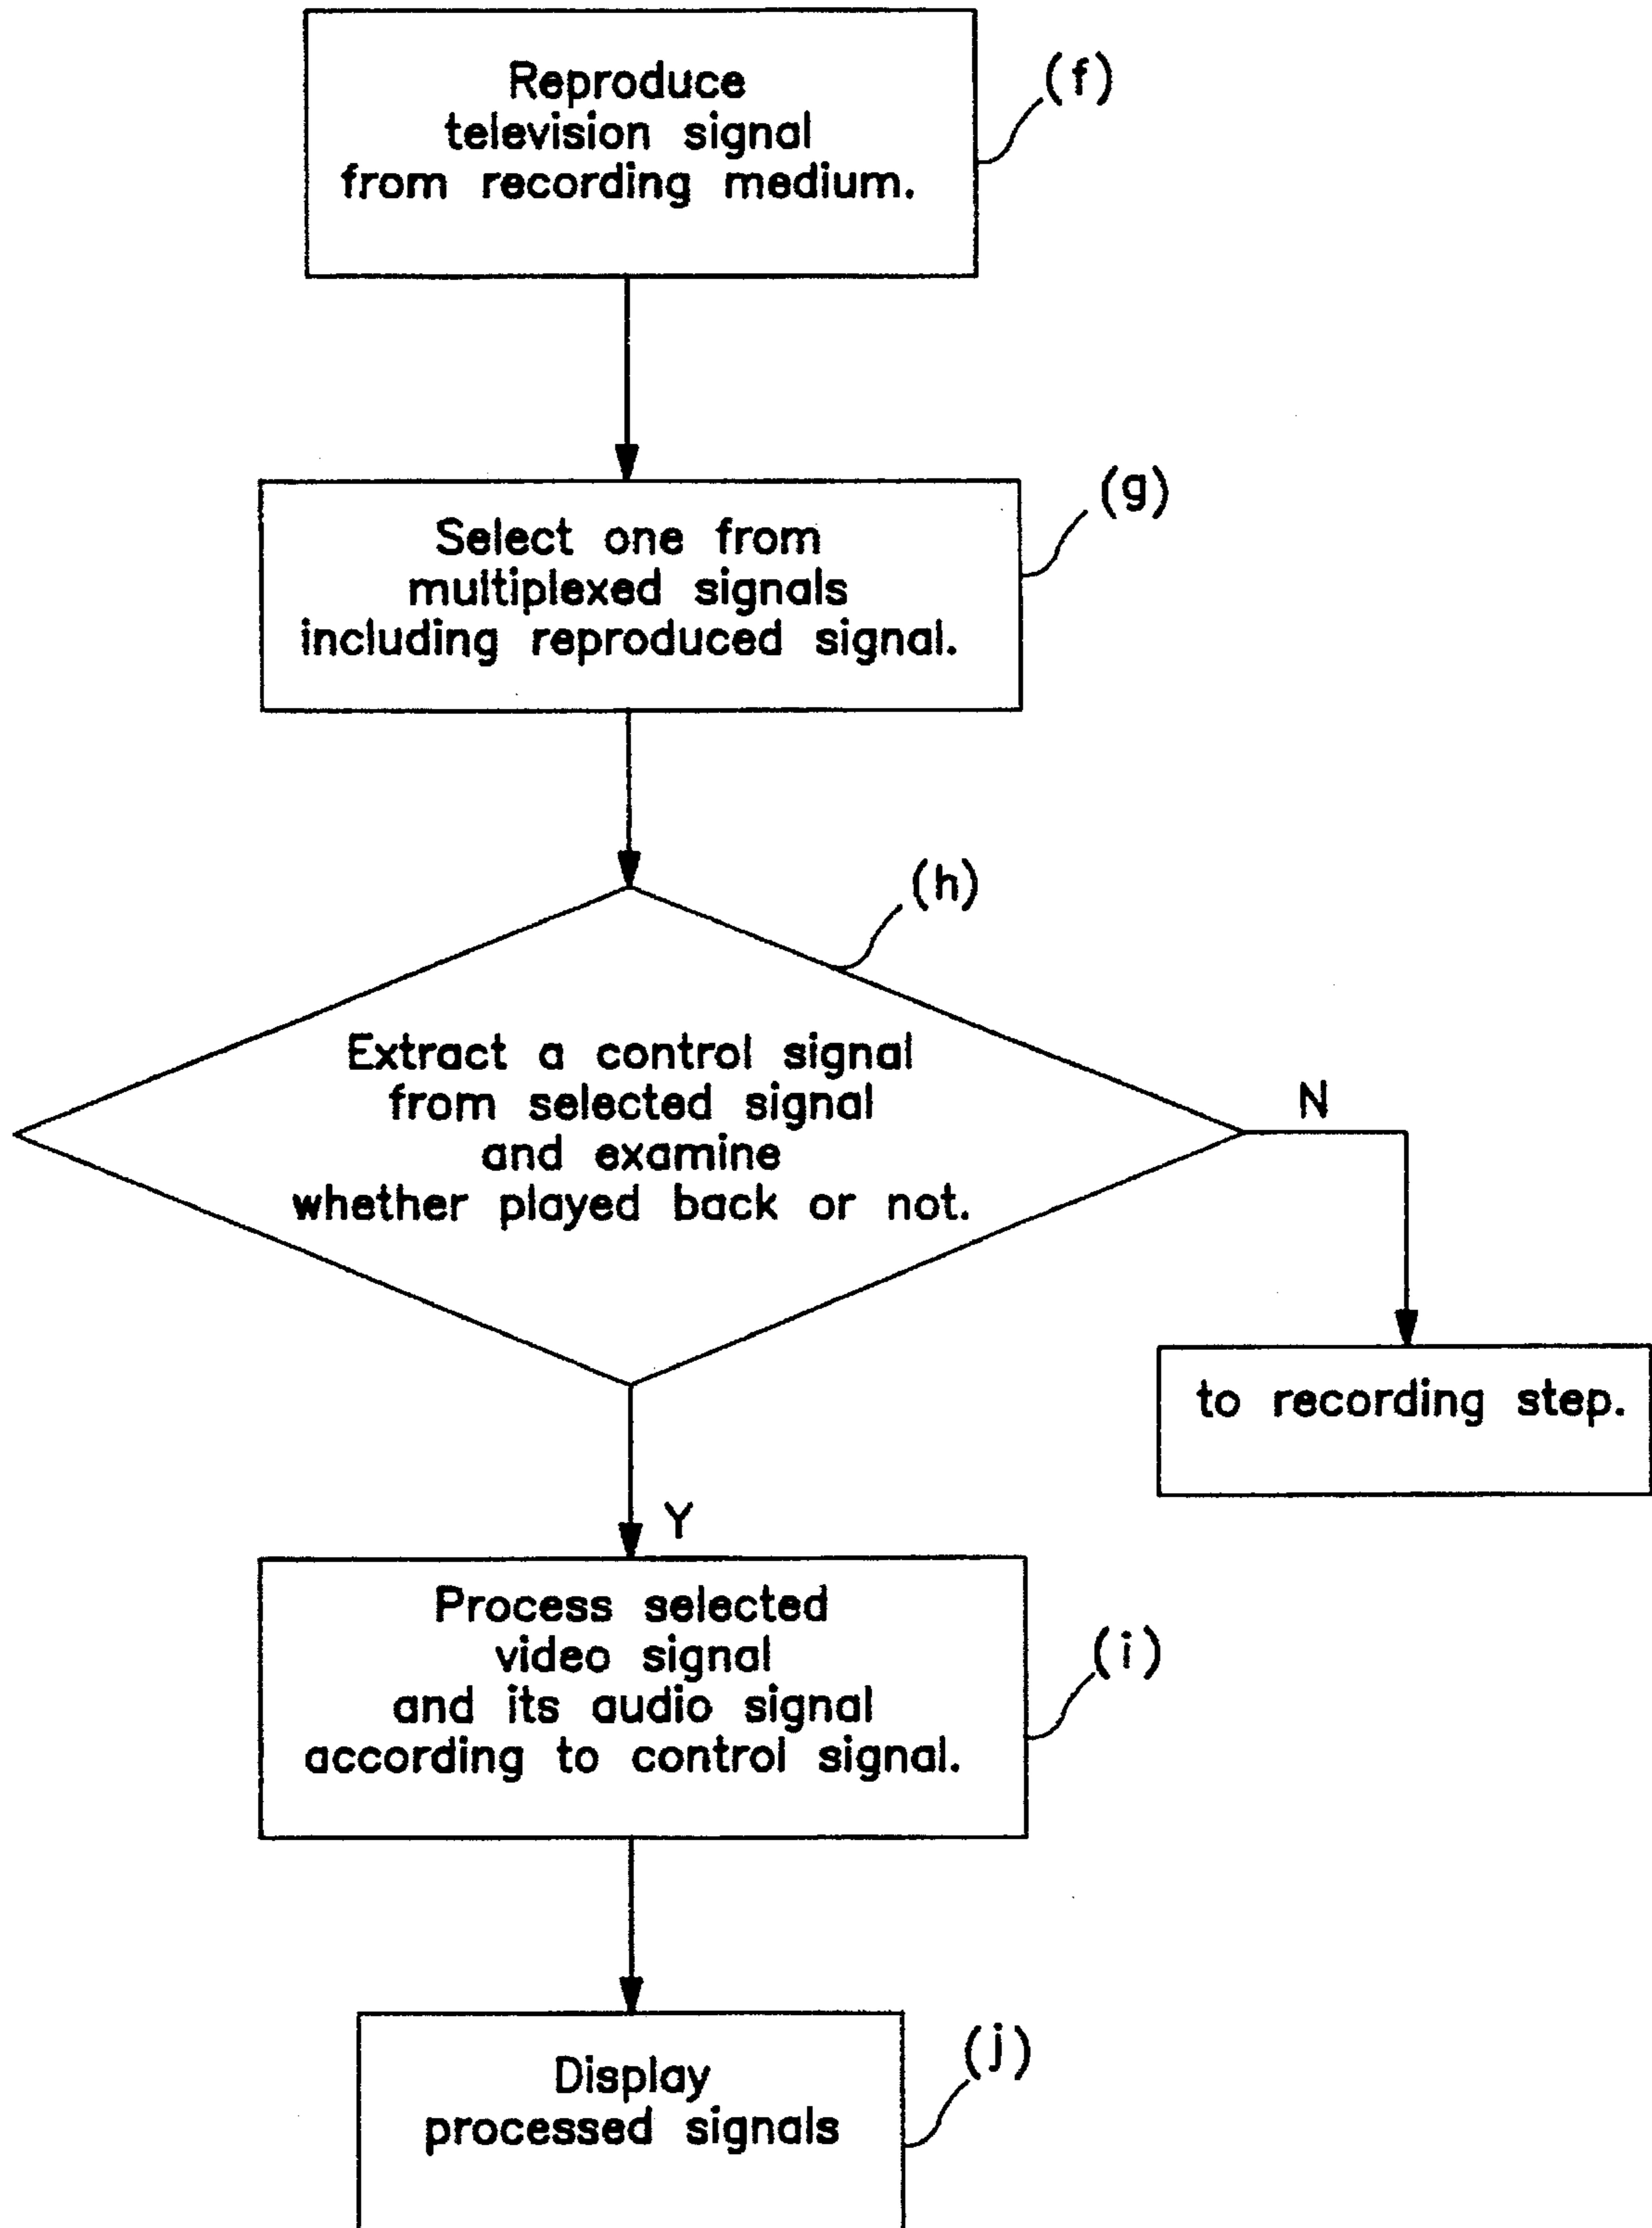 Reproduce
television signal
from recording medium.
(f)
Select one from
multiplexed signals
including reproduced signal.
(g)
(h)
Extract a control signal
from selected signal
and examine
whether played back or not.
N
to recording step.
Y
Process selected
video signal
and its audio signal
according to control signal.
(i)
Display
processed signals
(j)